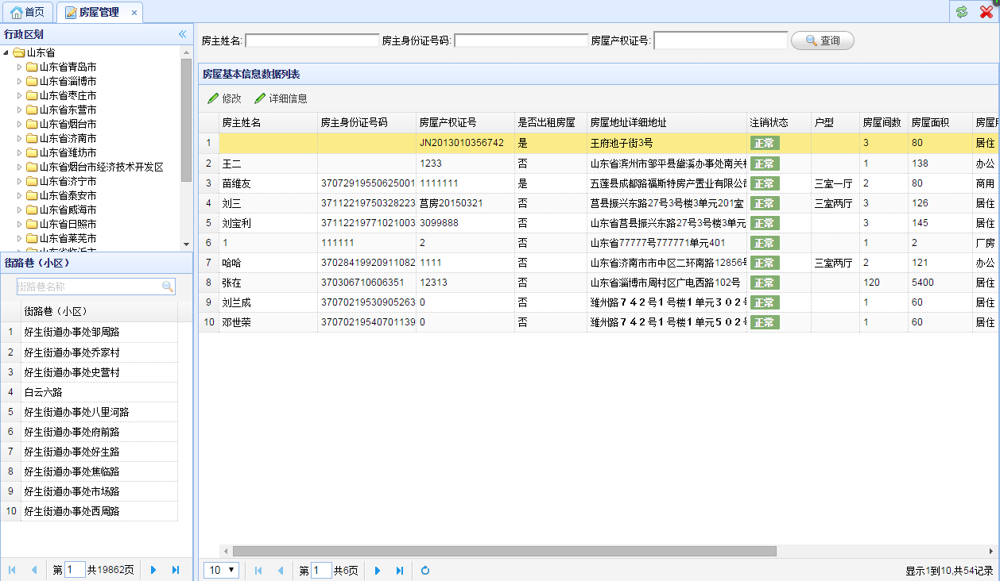 首页 房屋管理
行政区划
山东省
山东省青岛市
山东省淄博市
山东省枣庄市
山东省东营市
山东省烟台市
山东省济南市
山东省潍坊市
山东省烟台市经济技术开发区
山东省济宁市
山东省泰安市
山东省威海市
山东省日照市
山东省莱芜市
山东省临沂市
街路巷（小区）
街路巷名称
街路巷（小区）
1 好生街道办事处邹周路
2 好生街道办事处乔家村
3 好生街道办事处史营村
4 白云六路
5 好生街道办事处八里河路
6 好生街道办事处府前路
7 好生街道办事处好生路
8 好生街道办事处焦临路
9 好生街道办事处市场路
10 好生街道办事处西周路
第 1 共19862页
房主姓名: 房主身份证号码: 房屋产权证号: 查询
房屋基本信息数据列表
修改 详细信息
房主姓名 房主身份证号码 房屋产权证号 是否出租房屋 房屋地址详细地址 注销状态 户型 房屋间数 房屋面积 房屋用
1 JN2013010356742 是 王府池子街3号 正常 3 80 居住
2 王二 1233 否 山东省滨州市邹平县黛溪办事处南关村 正常 1 138 办公
3 苗维友 37072919550625001 1111111 是 五莲县成都路福斯特房产置业有限公司 正常 三室一厅 2 80 商用
4 刘三 37112219750328223 莒房20150321 否 莒县振兴东路27号3号楼3单元201室 正常 三室两厅 3 126 居住
5 刘宝利 37112219771021003 3099888 否 山东省莒县振兴东路27号3号楼3单元 正常 3 145 居住
6 1 111111 2 否 山东省77777号777771单元401 正常 1 2 厂房
7 哈哈 37028419920911082 1111 否 山东省济南市市中区二环南路12856号 正常 三室两厅 2 121 办公
8 张在 370306710606351 12313 否 山东省淄博市周村区广电西路102号 正常 120 5400 居住
9 刘兰成 37070219530905263 0 否 潍州路７４２号１号楼１单元３０２号 正常 1 60 居住
10 邓世荣 37070219540701139 0 否 潍州路７４２号１号楼１单元５０２号 正常 1 60 居住
10 第 1 共6页 显示1到10,共54记录